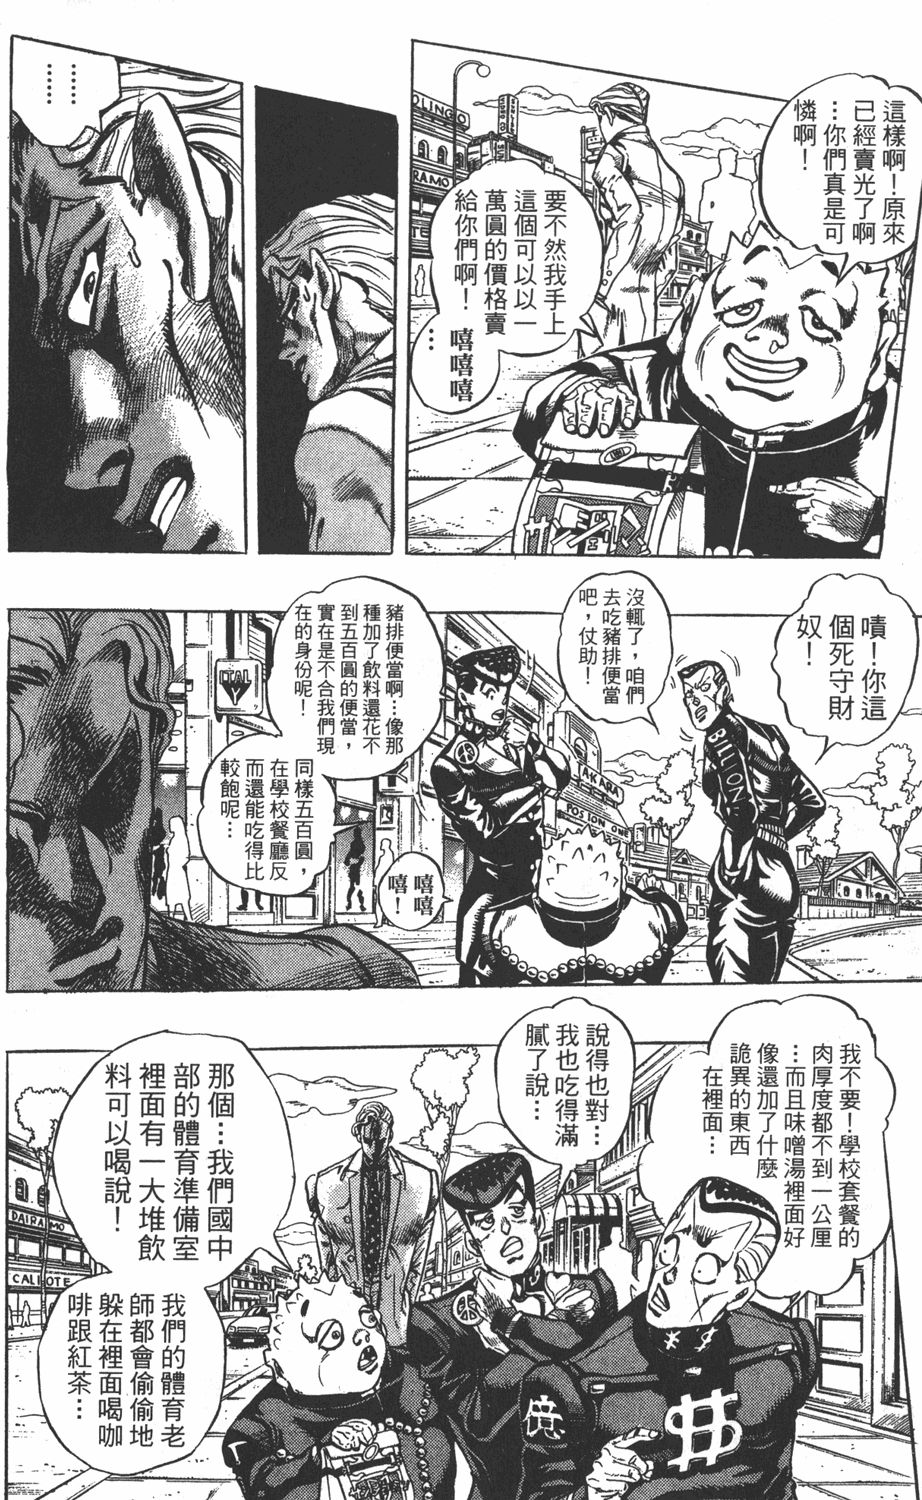 這樣啊！原來
已經賣光了啊
…你們真是可
憐啊！
要不然我手上
這個可以以一
萬圓的價格賣
給你們啊！嘻嘻嘻
…
OLINGO
DAIRAMO
……
……
嘖！你這
個死守財
奴！
沒輒了，咱們
去吃豬排便當
吧，仗助！
豬排便當啊…像那
種加了飲料還花不
到五百圓的便當，
實在是不合我們現
在的身份呢！
同樣五百圓，
在學校餐廳反
而還能吃得比
較飽呢…
嘻嘻
嘻！
ITAL
BILLION
AKARA
POSION ONE
我不要！學校套餐的
肉厚度都不到一公厘
…而且味噌湯裡面好
像還加了什麼
詭異的東西
在裡面…
說得也對…
我也吃得滿
膩了說…
那個…我們國中
部的體育準備室
裡面有一大堆飲
料可以喝說！
我們的體育老
師都會偷偷地
躲在裡面喝咖
啡跟紅茶…
DAIRAMO
CALIBOTE
億
$